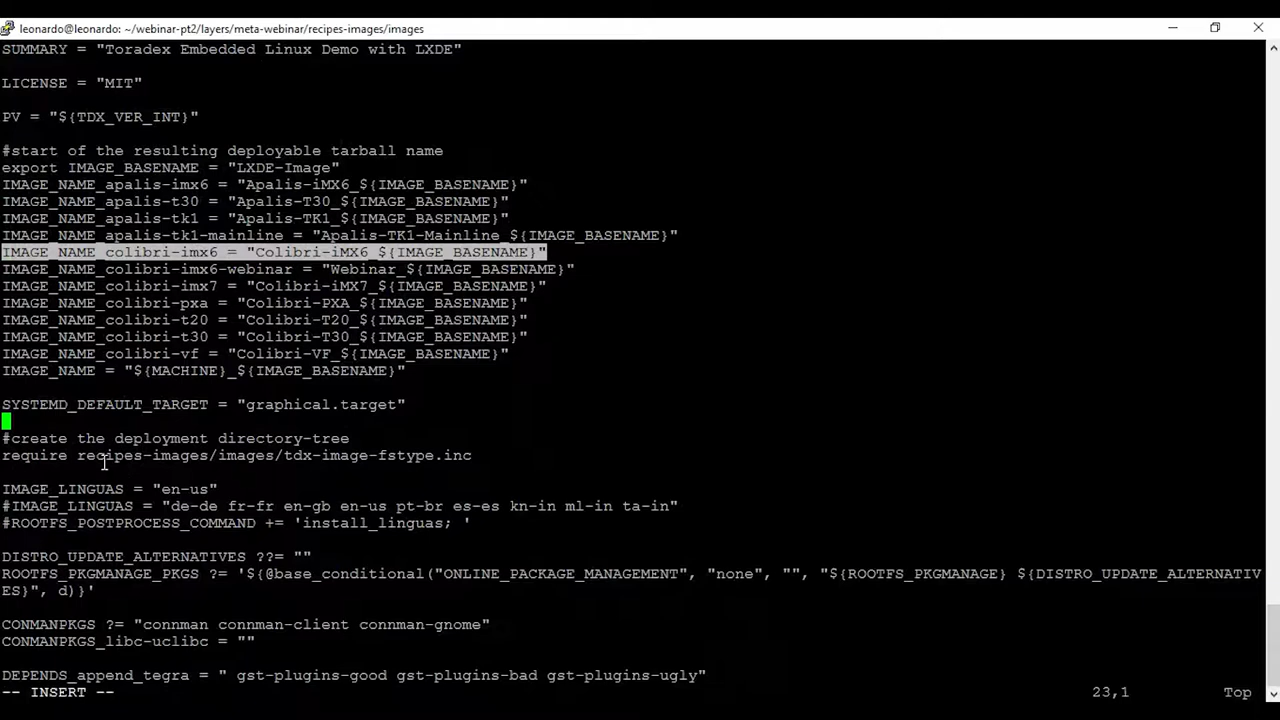 leonardo@leonardo: ~/webinar-pt2/layers/meta-webinar/recipes-images/images
SUMMARY = "Toradex Embedded Linux Demo with LXDE"
LICENSE = "MIT"
PV = "${TDX_VER_INT}"
#start of the resulting deployable tarball name
export IMAGE_BASENAME = "LXDE-Image"
IMAGE_NAME_apalis-imx6 = "Apalis-iMX6_${IMAGE_BASENAME}"
IMAGE_NAME_apalis-t30 = "Apalis-T30_${IMAGE_BASENAME}"
IMAGE_NAME_apalis-tk1 = "Apalis-TK1_${IMAGE_BASENAME}"
IMAGE_NAME_apalis-tk1-mainline = "Apalis-TK1-Mainline_${IMAGE_BASENAME}"
IMAGE_NAME_colibri-imx6 = "Colibri-iMX6_${IMAGE_BASENAME}"
IMAGE_NAME_colibri-imx6-webinar = "Webinar_${IMAGE_BASENAME}"
IMAGE_NAME_colibri-imx7 = "Colibri-iMX7_${IMAGE_BASENAME}"
IMAGE_NAME_colibri-pxa = "Colibri-PXA_${IMAGE_BASENAME}"
IMAGE_NAME_colibri-t20 = "Colibri-T20_${IMAGE_BASENAME}"
IMAGE_NAME_colibri-t30 = "Colibri-T30_${IMAGE_BASENAME}"
IMAGE_NAME_colibri-vf = "Colibri-VF_${IMAGE_BASENAME}"
IMAGE_NAME = "${MACHINE}_${IMAGE_BASENAME}"
SYSTEMD_DEFAULT_TARGET = "graphical.target"
#create the deployment directory-tree
require recipes-images/images/tdx-image-fstype.inc
IMAGE_LINGUAS = "en-us"
#IMAGE_LINGUAS = "de-de fr-fr en-gb en-us pt-br es-es kn-in ml-in ta-in"
#ROOTFS_POSTPROCESS_COMMAND += 'install_linguas; '
DISTRO_UPDATE_ALTERNATIVES ??= ""
ROOTFS_PKGMANAGE_PKGS ?= '${@base_conditional("ONLINE_PACKAGE_MANAGEMENT", "none", "", "${ROOTFS_PKGMANAGE} ${DISTRO_UPDATE_ALTERNATIV
ES}", d)}'
CONMANPKGS ?= "connman connman-client connman-gnome"
CONMANPKGS_libc-uclibc = ""
DEPENDS_append_tegra = " gst-plugins-good gst-plugins-bad gst-plugins-ugly"
-- INSERT -- 23,1 Top